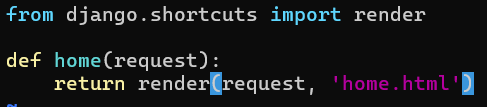 from django.shortcuts import render

def home(request):
    return render(request, 'home.html')
~